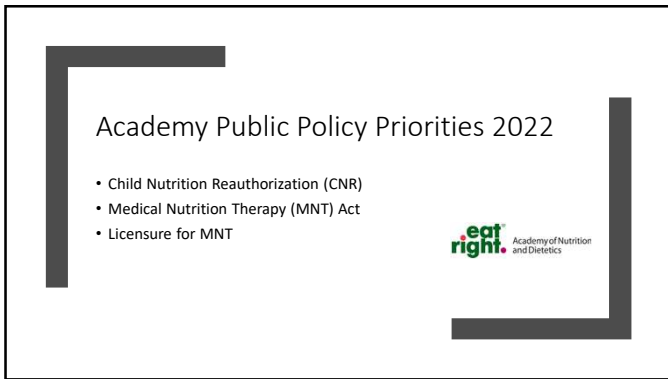 Academy Public Policy Priorities 2022
• Child Nutrition Reauthorization (CNR)
• Medical Nutrition Therapy (MNT) Act
• Licensure for MNT
eat
right.
Academy of Nutrition
and Dietetics